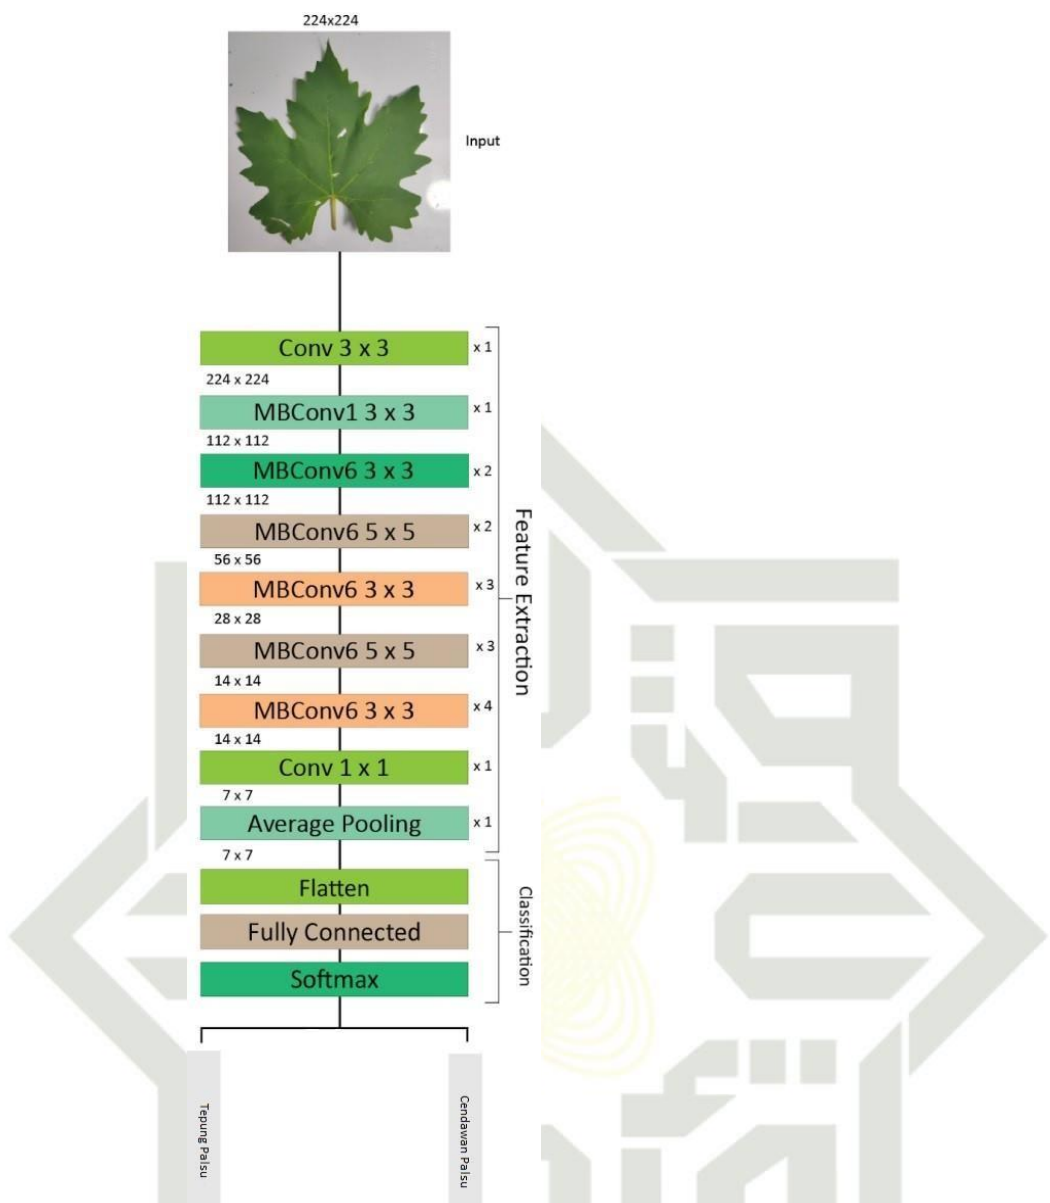 224x224
Input
Conv 3 x 3
x 1
224 x 224
MBConv1 3 x 3
x 1
112 x 112
MBConv6 3 x 3
x 2
112 x 112
MBConv6 5 x 5
x 2
56 x 56
MBConv6 3 x 3
x 3
28 x 28
MBConv6 5 x 5
x 3
14 x 14
MBConv6 3 x 3
x 4
14 x 14
Conv 1 x 1
x 1
7 x 7
Average Pooling
x 1
Feature Extraction
7 x 7
Flatten
Fully Connected
Softmax
Classification
Tepung Palsu
Cendawan Palsu